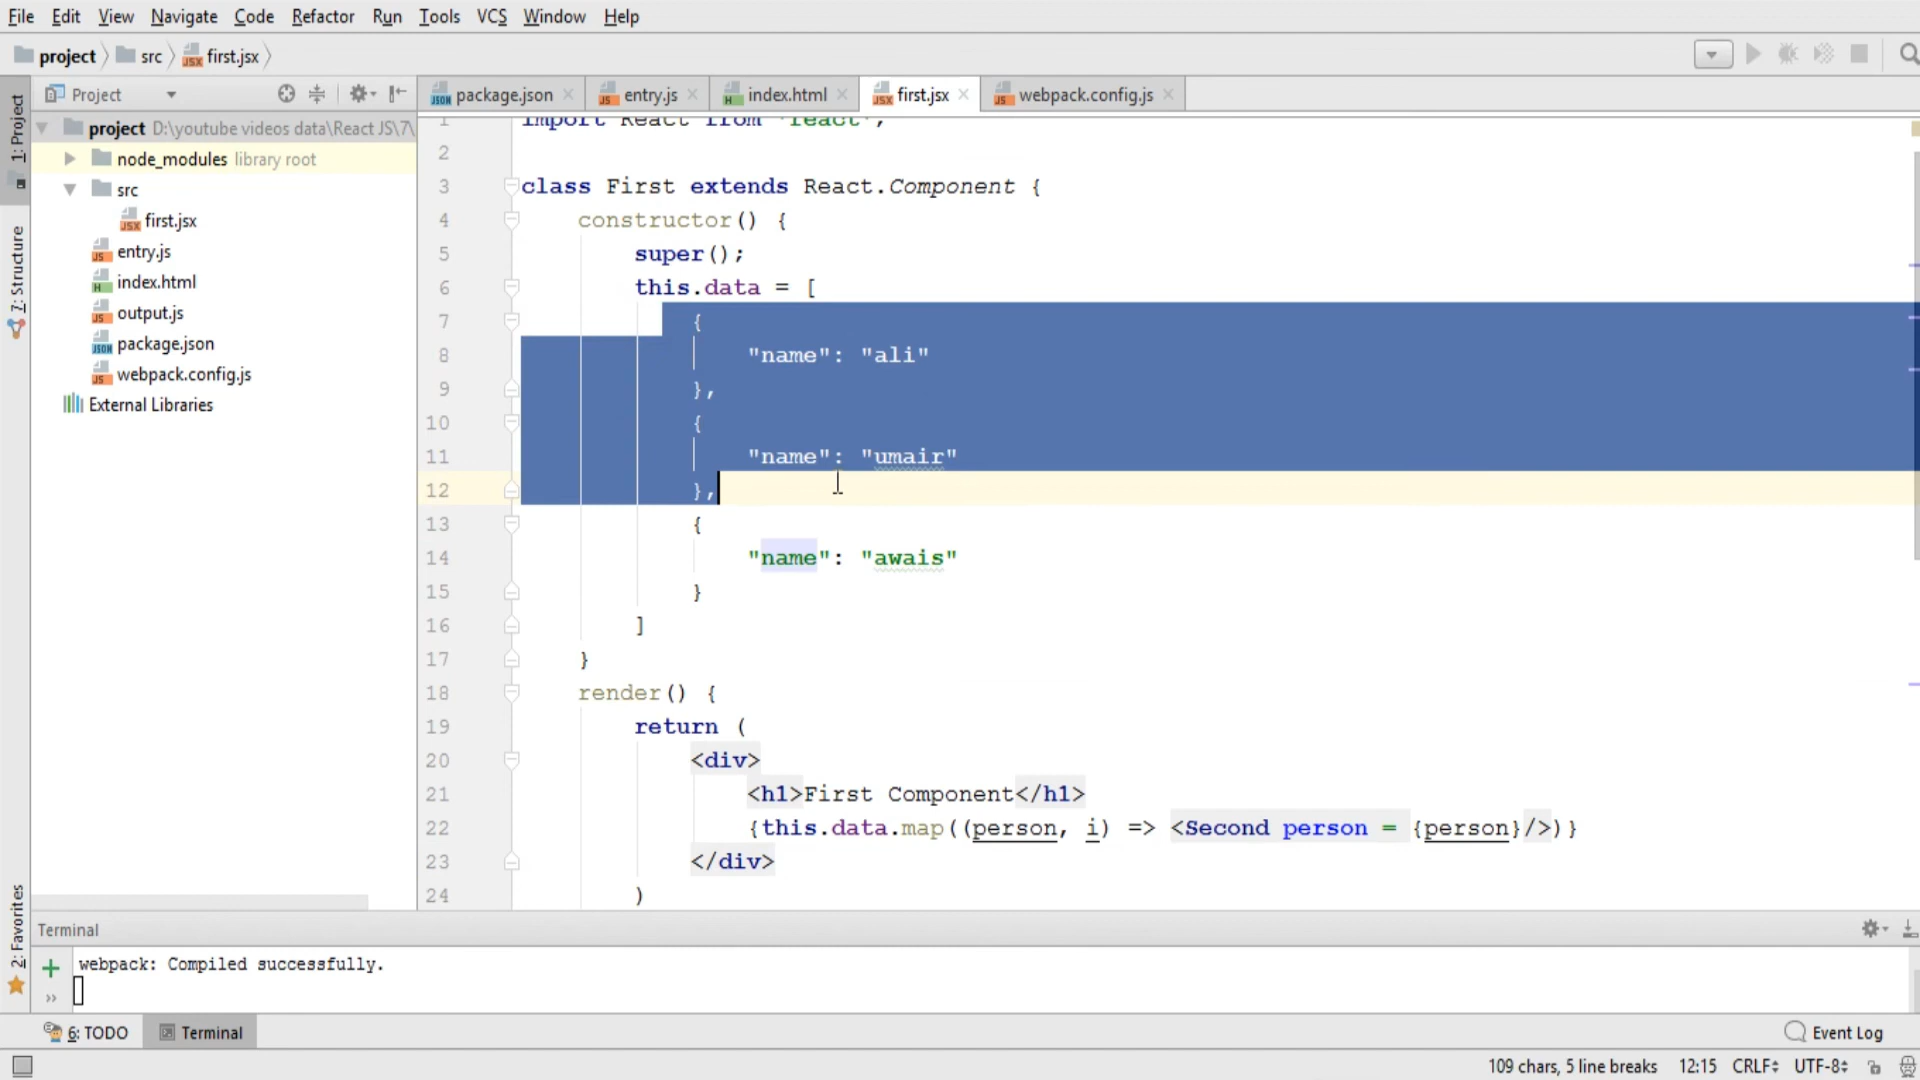 File Edit View Navigate Code Refactor Run Tools VCS Window Help
project src first.jsx
Project
package.json entry.js index.html first.jsx webpack.config.js
1: Project
7: Structure
2: Favorites
project D:\youtube videos data\React JS\7\
node_modules library root
src
first.jsx
entry.js
index.html
output.js
package.json
webpack.config.js
External Libraries
1 import React from 'react';
2
3 class First extends React.Component {
4 constructor() {
5 super();
6 this.data = [
7 {
8 "name": "ali"
9 },
10 {
11 "name": "umair"
12 },
13 {
14 "name": "awais"
15 }
16 ]
17 }
18 render() {
19 return (
20 <div>
21 <h1>First Component</h1>
22 {this.data.map((person, i) => <Second person = {person}/>)}
23 </div>
24 )
Terminal
webpack: Compiled successfully.
6: TODO Terminal Event Log
109 chars, 5 line breaks 12:15 CRLF UTF-8